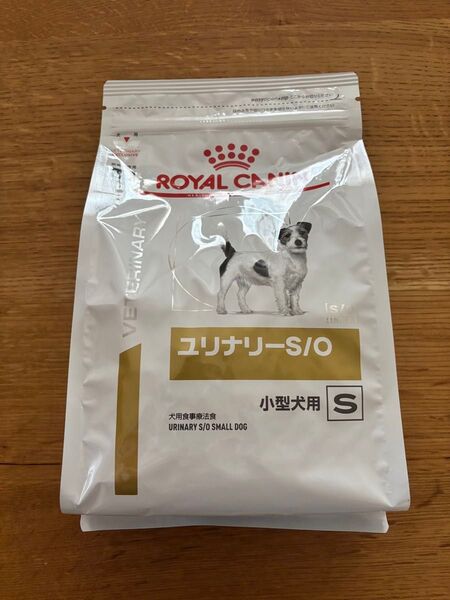 ROYAL CANIN
VETERINARY
ユリナリーS/O
小型犬用 S
犬用食事療法食
URINARY S/O SMALL DOG